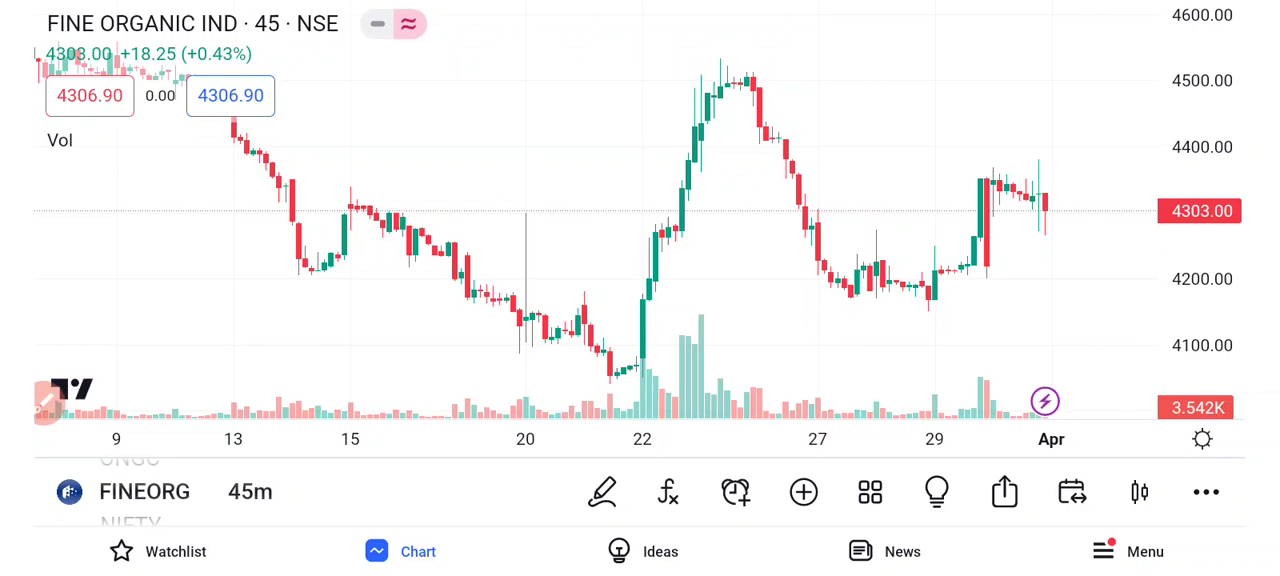 FINE ORGANIC IND · 45 · NSE
4303.00 +18.25 (+0.43%)
4306.90 0.00 4306.90
Vol
4600.00
4500.00
4400.00
4303.00
4200.00
4100.00
3.542K
9 13 15 20 22 27 29 Apr
ONGC
FINEORG 45m
NIFTY
Watchlist Chart Ideas News Menu